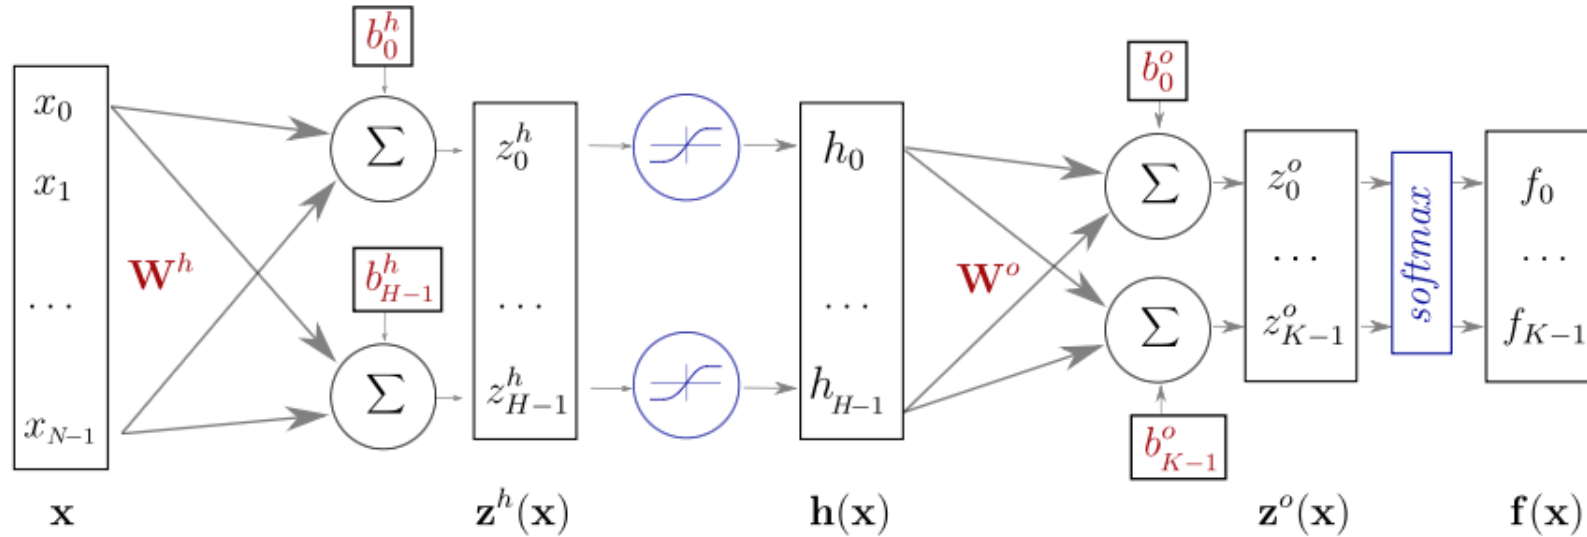 b_0^h
b_0^o
x_0
Σ
z_0^h
h_0
Σ
z_0^o
f_0
x_1
W^h
b_{H-1}^h
W^o
softmax
...
...
...
...
...
Σ
z_{H-1}^h
h_{H-1}
Σ
z_{K-1}^o
f_{K-1}
x_{N-1}
b_{K-1}^o
x
z^h(x)
h(x)
z^o(x)
f(x)